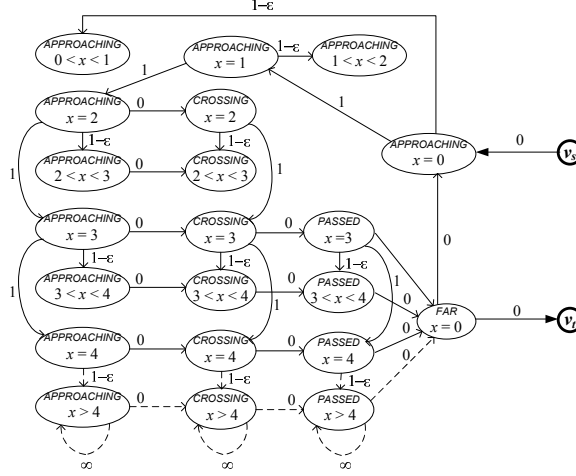 1–ε
APPROACHING
0 < x < 1
APPROACHING
x = 1
1–ε
APPROACHING
1 < x < 2
1
1
APPROACHING
x = 2
0
CROSSING
x = 2
1–ε
1–ε
APPROACHING
x = 0
0
vs
APPROACHING
2 < x < 3
0
CROSSING
2 < x < 3
1
1
APPROACHING
x = 3
0
CROSSING
x = 3
0
PASSED
x =3
0
1–ε
1–ε
1–ε
1
APPROACHING
3 < x < 4
0
CROSSING
3 < x < 4
0
PASSED
3 < x < 4
0
FAR
x = 0
0
vt
1
1
0
APPROACHING
x = 4
0
CROSSING
x = 4
0
PASSED
x = 4
0
1–ε
1–ε
1–ε
APPROACHING
x > 4
0
CROSSING
x > 4
0
PASSED
x > 4
∞
∞
∞